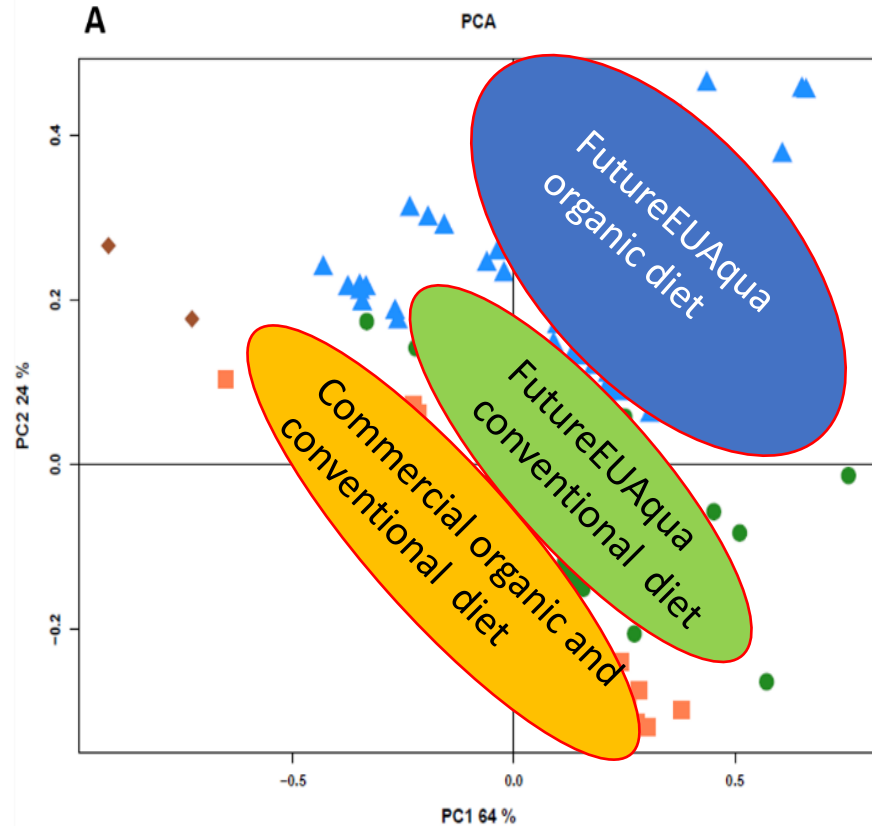 A
PCA
FutureEUAqua
organic diet
FutureEUAqua
conventional diet
Commercial organic and
conventional diet
PC2 24 %
0.4
0.2
0.0
−0.2
−0.5
0.0
0.5
PC1 64 %